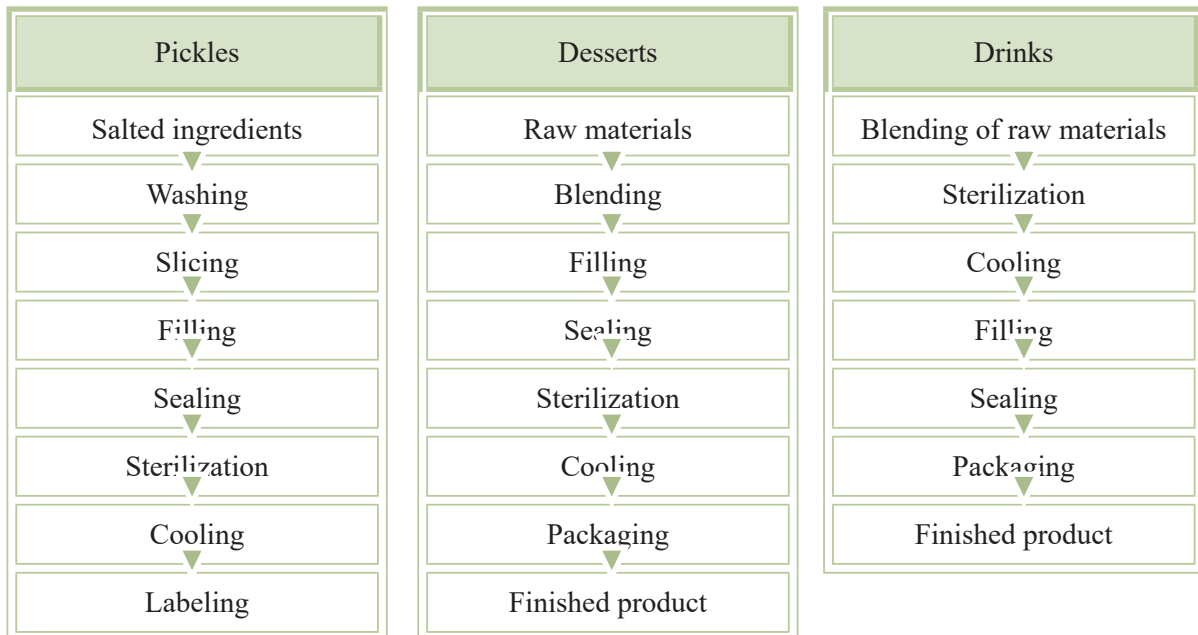 Pickles
Salted ingredients
Washing
Slicing
Filling
Sealing
Sterilization
Cooling
Labeling
Desserts
Raw materials
Blending
Filling
Sealing
Sterilization
Cooling
Packaging
Finished product
Drinks
Blending of raw materials
Sterilization
Cooling
Filling
Sealing
Packaging
Finished product